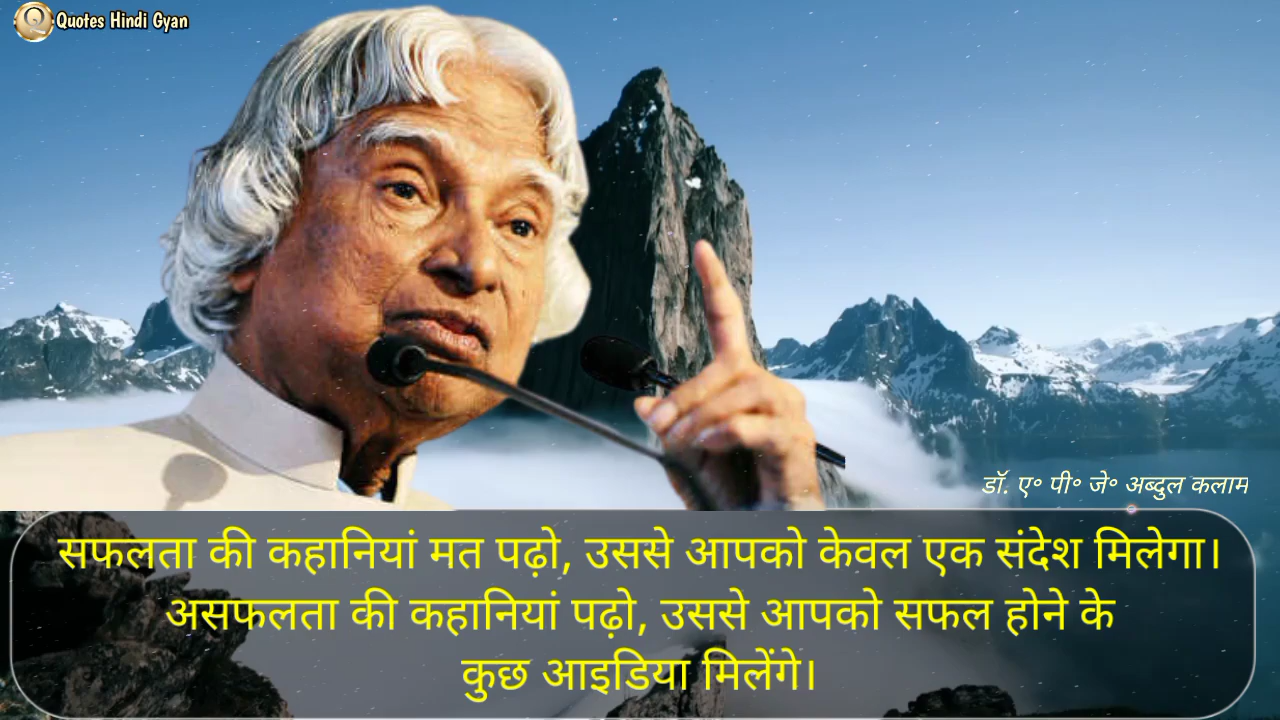 Quotes Hindi Gyan
डॉ. ए॰ पी॰ जे॰ अब्दुल कलाम
सफलता की कहानियां मत पढ़ो, उससे आपको केवल एक संदेश मिलेगा।
असफलता की कहानियां पढ़ो, उससे आपको सफल होने के
कुछ आइडिया मिलेंगे।